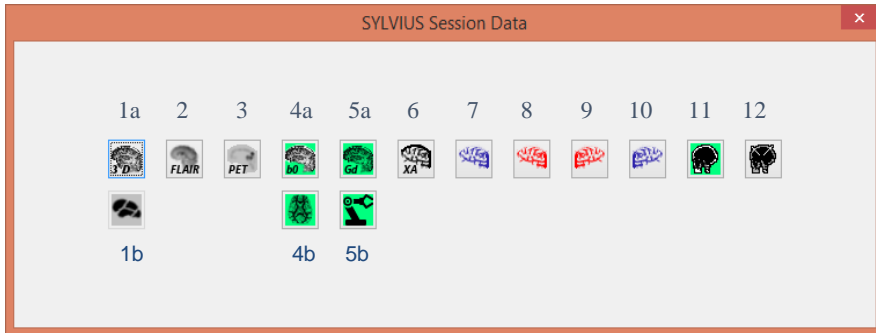 SYLVIUS Session Data
1a 2 3 4a 5a 6 7 8 9 10 11 12
3D FLAIR PET b0 Gd XA
1b 4b 5b